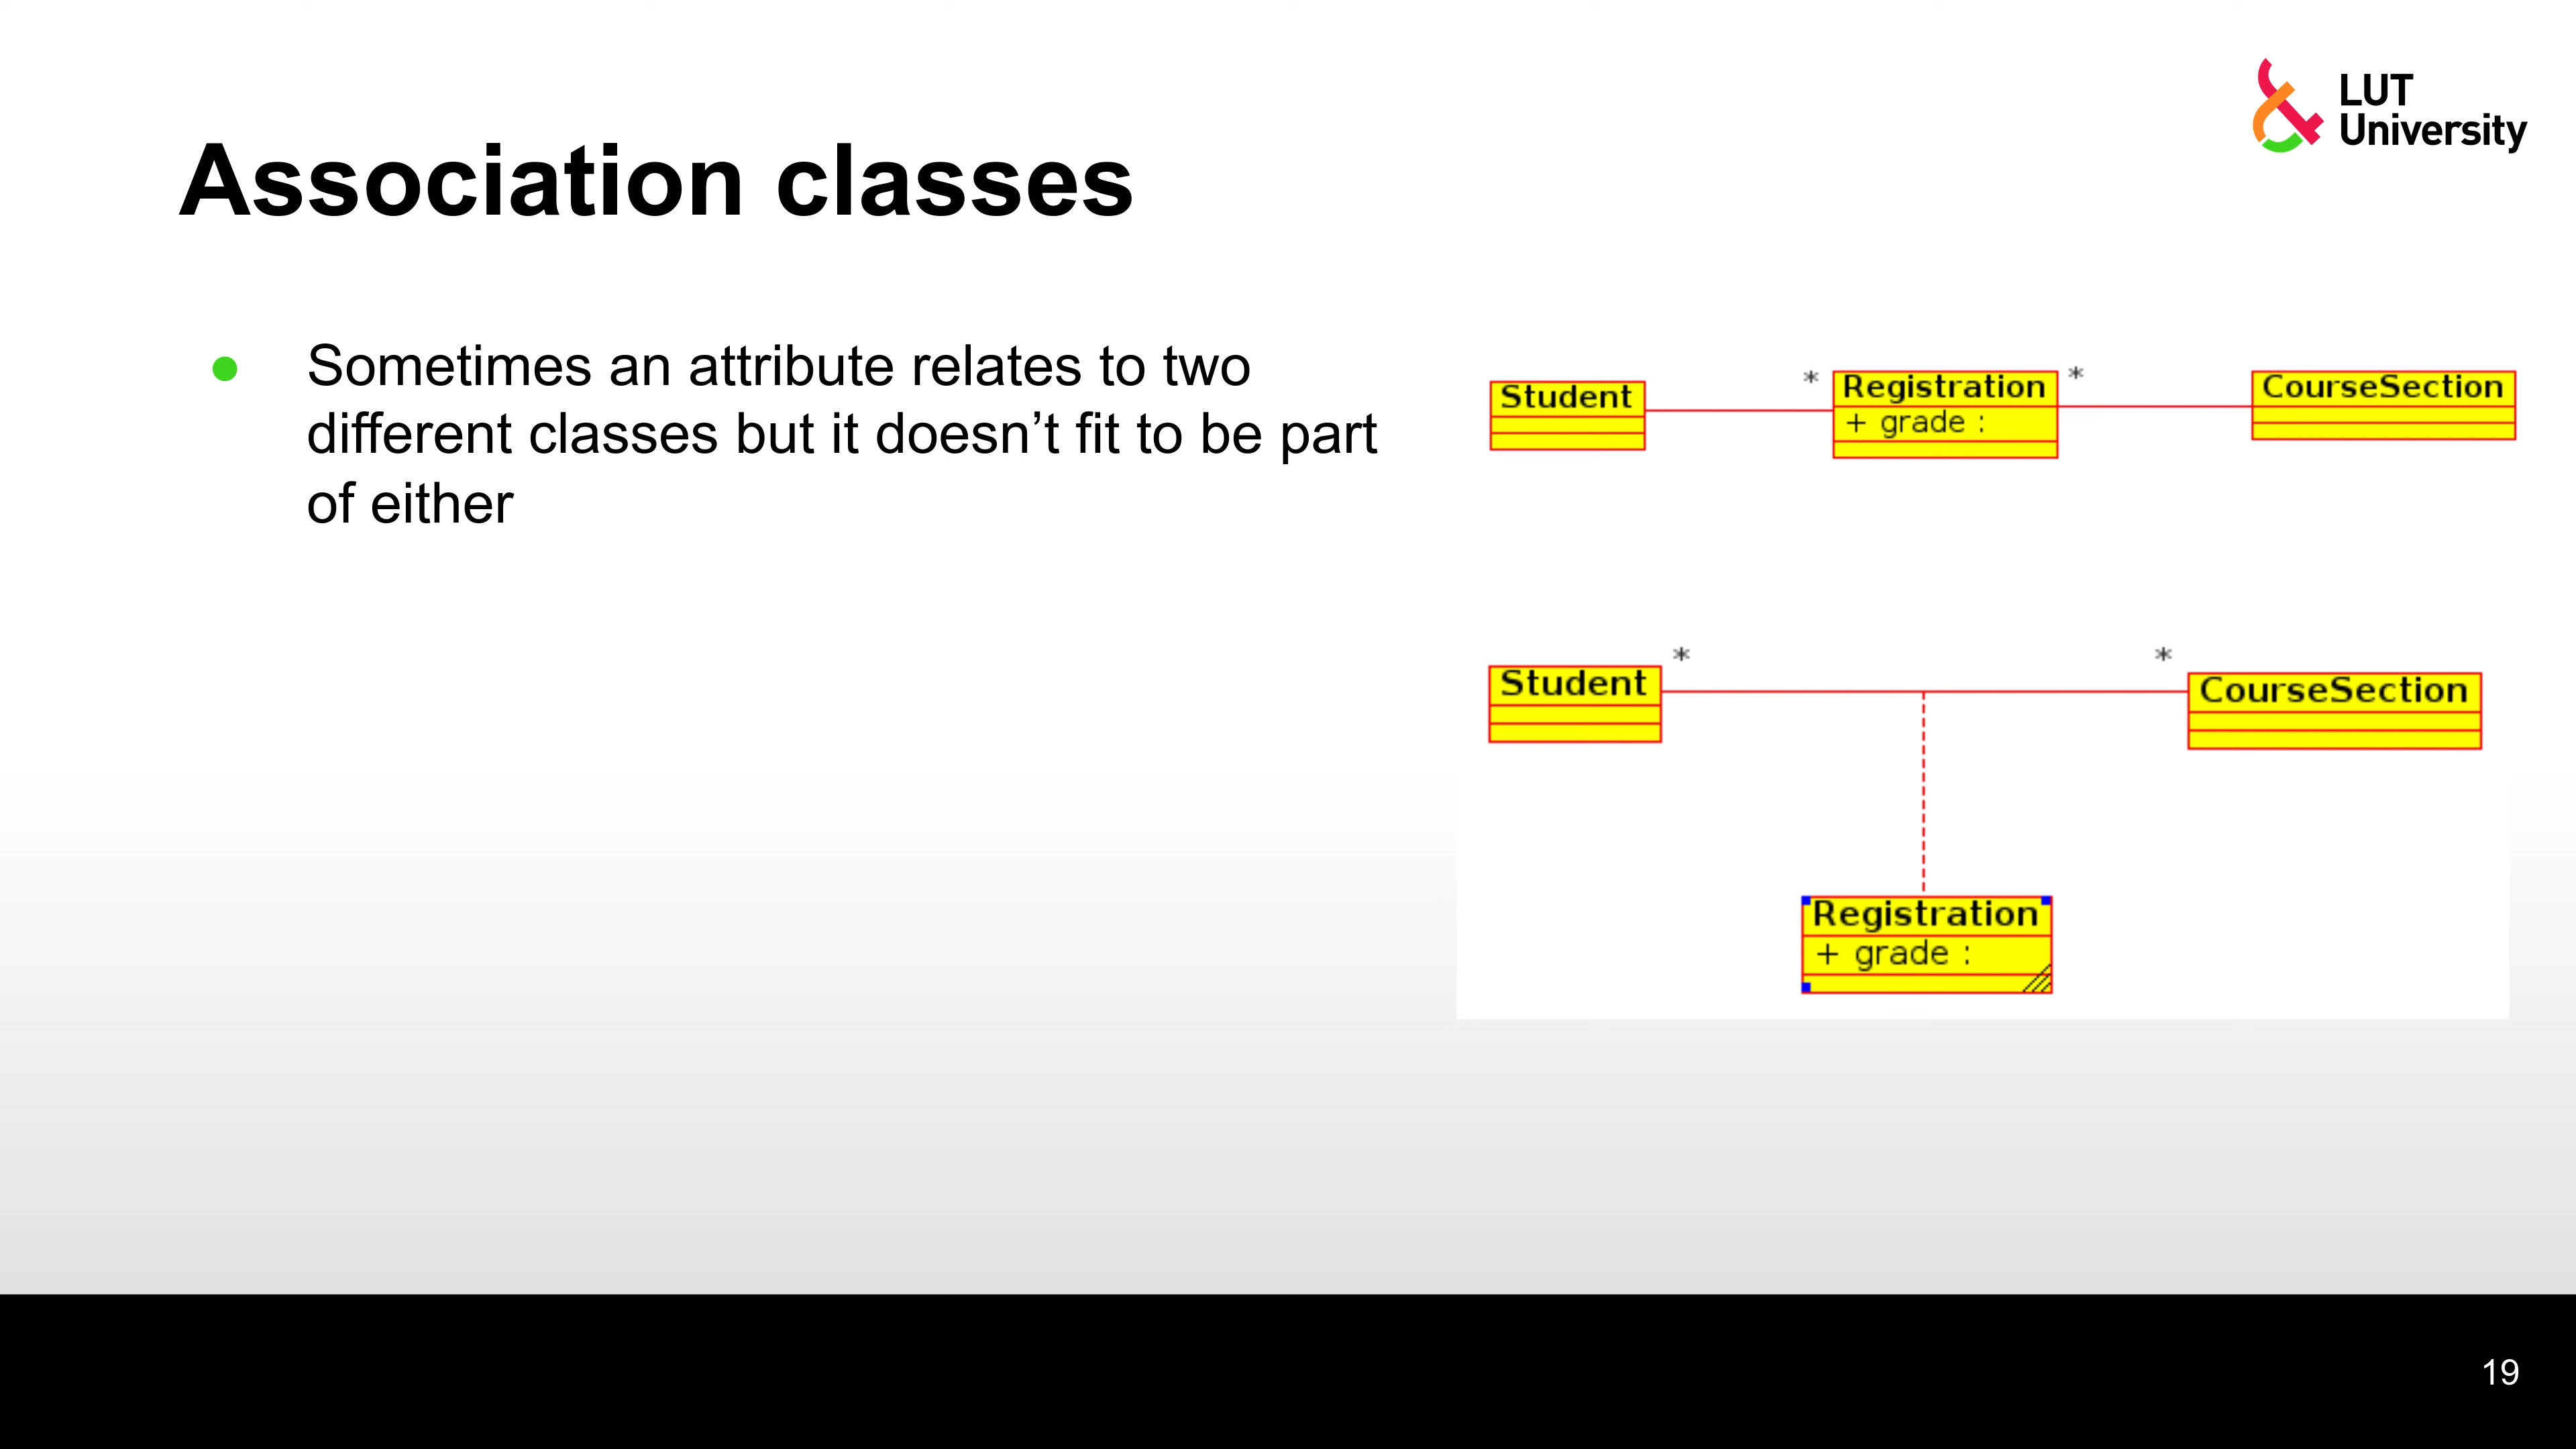 LUT
University
Association classes
● Sometimes an attribute relates to two
different classes but it doesn’t fit to be part
of either
Student
*
Registration
+ grade :
*
CourseSection
Student
*
*
CourseSection
Registration
+ grade :
19